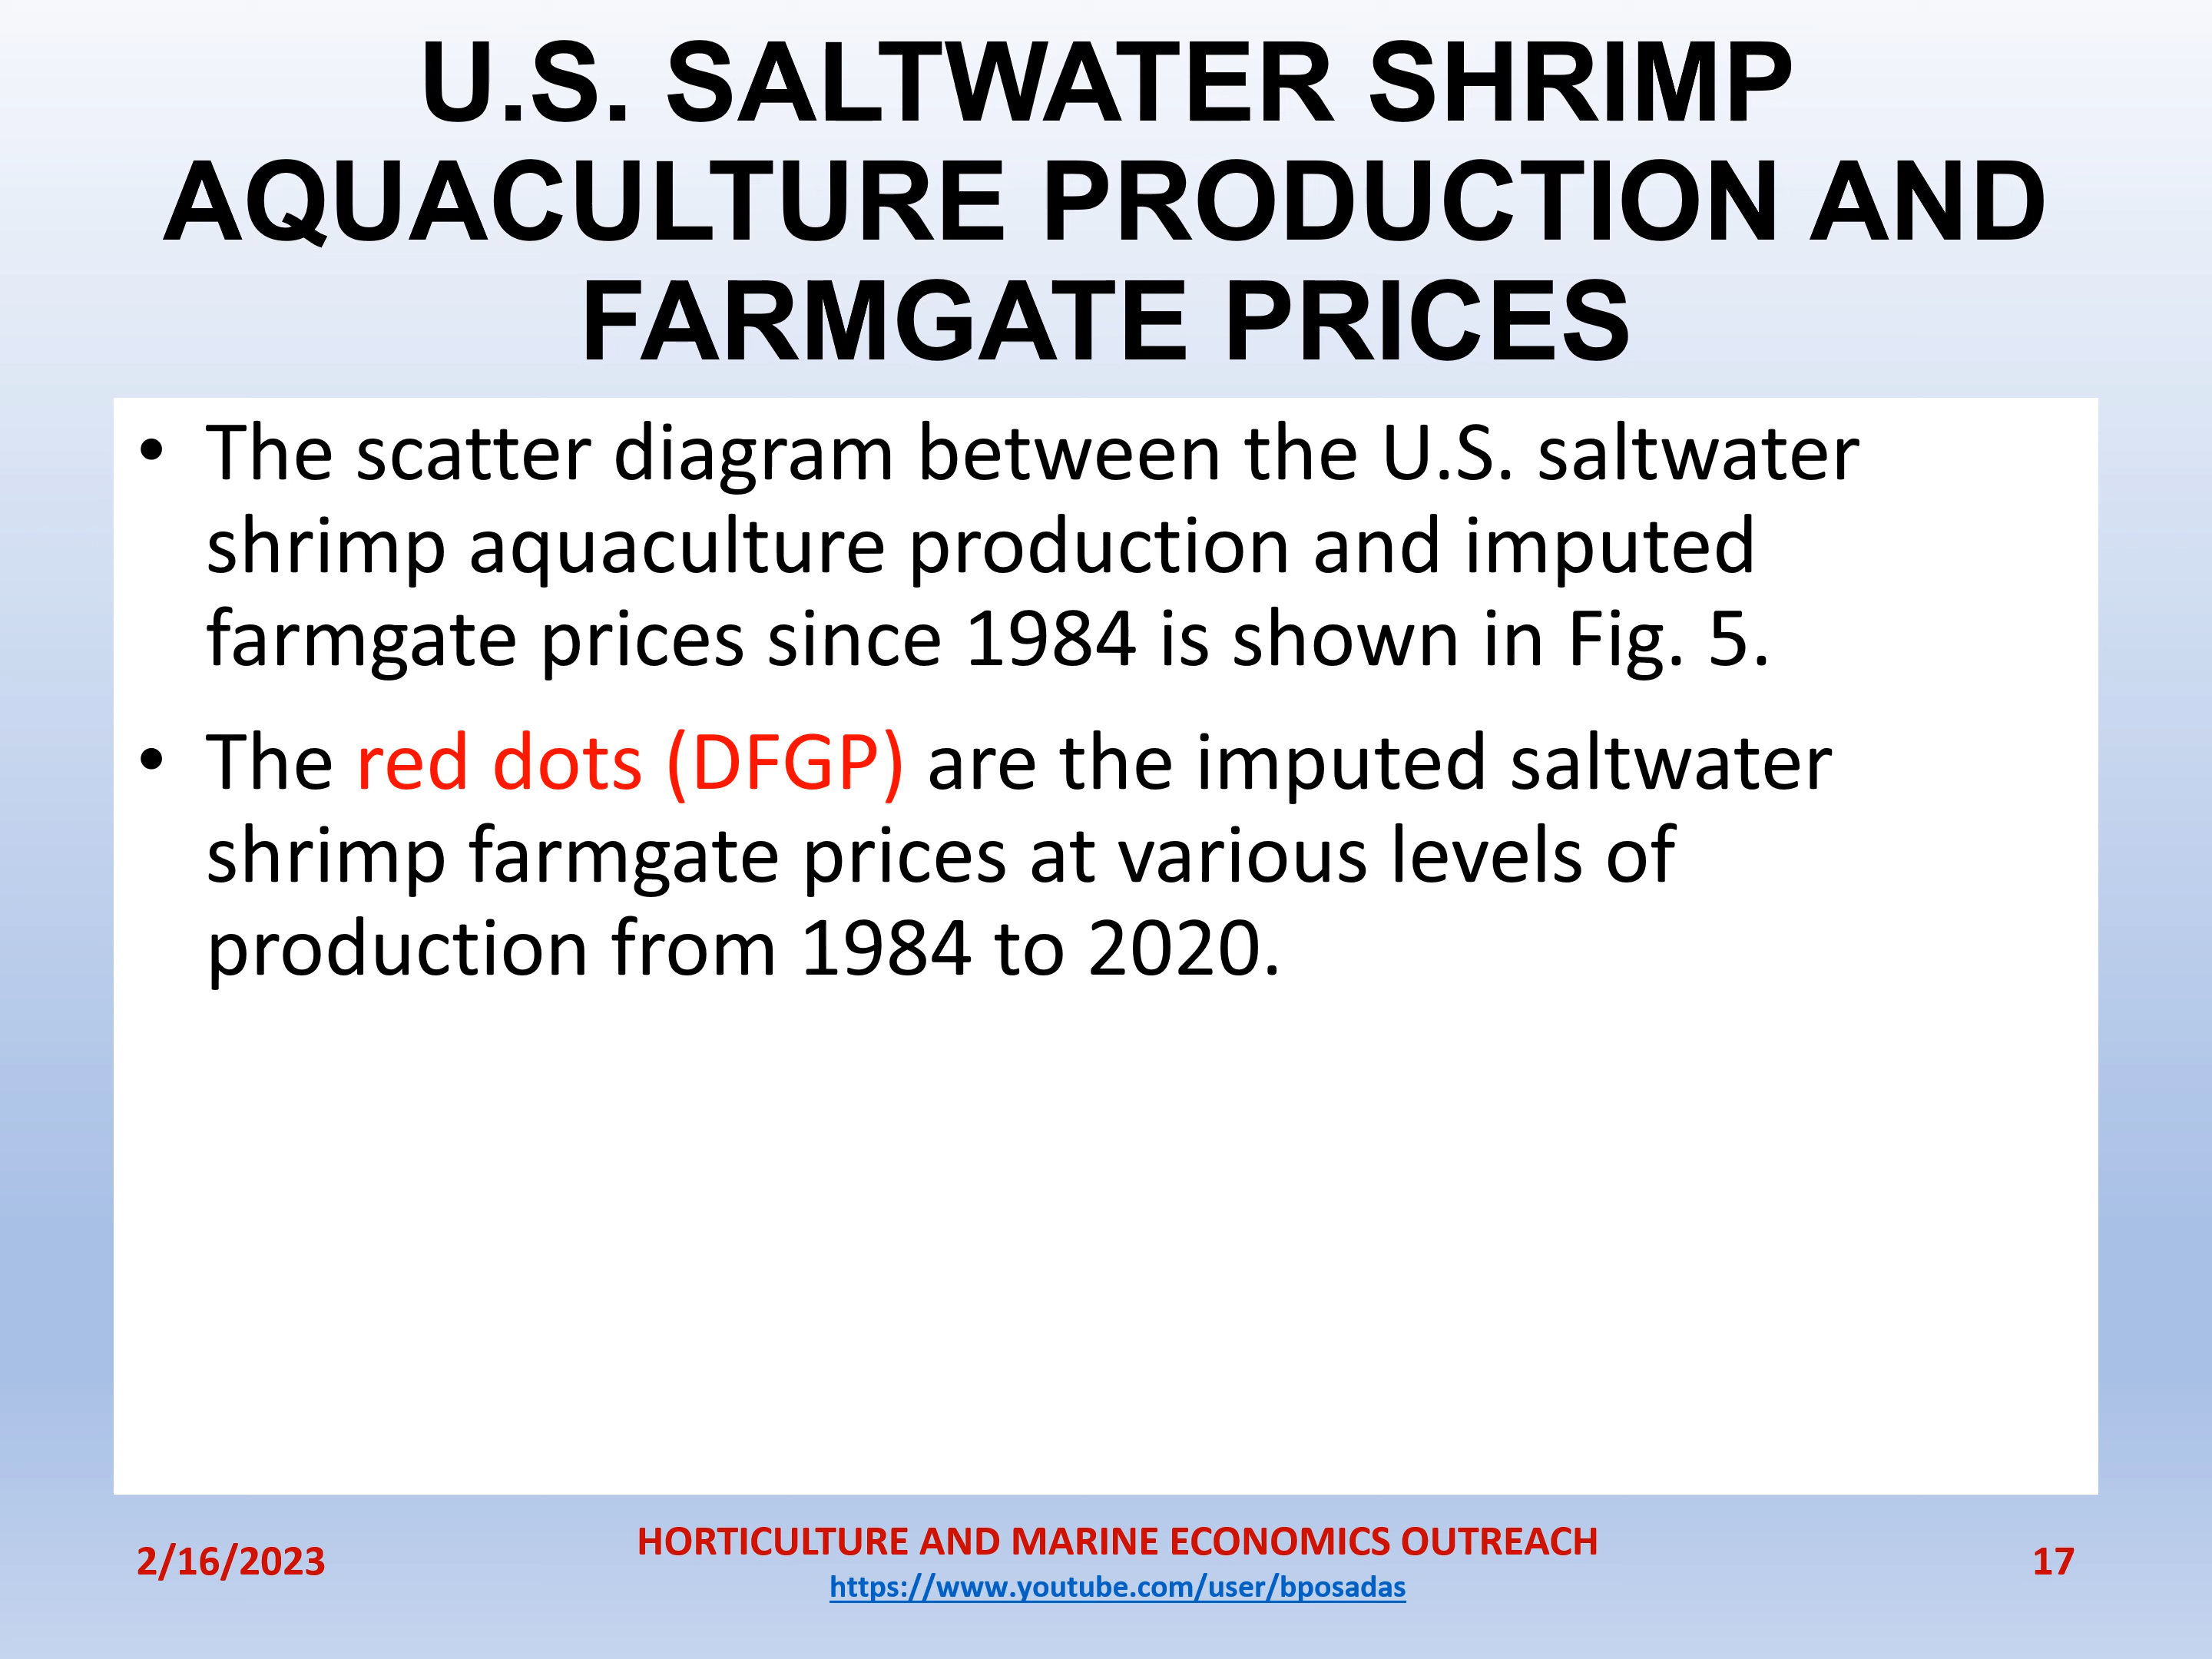 U.S. SALTWATER SHRIMP
AQUACULTURE PRODUCTION AND
FARMGATE PRICES
• The scatter diagram between the U.S. saltwater
shrimp aquaculture production and imputed
farmgate prices since 1984 is shown in Fig. 5.
• The red dots (DFGP) are the imputed saltwater
shrimp farmgate prices at various levels of
production from 1984 to 2020.
2/16/2023
HORTICULTURE AND MARINE ECONOMICS OUTREACH
https://www.youtube.com/user/bposadas
17